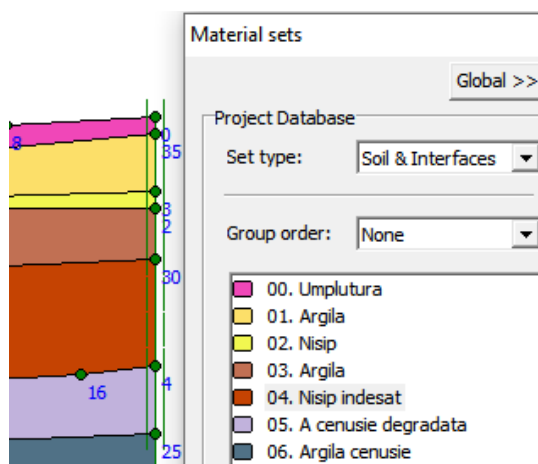 Material sets
Global >>
Project Database
Set type: Soil & Interfaces
Group order: None
00. Umplutura
01. Argila
02. Nisip
03. Argila
04. Nisip indesat
05. A cenusie degradata
06. Argila cenusie
8
0
35
3
2
30
4
16
25